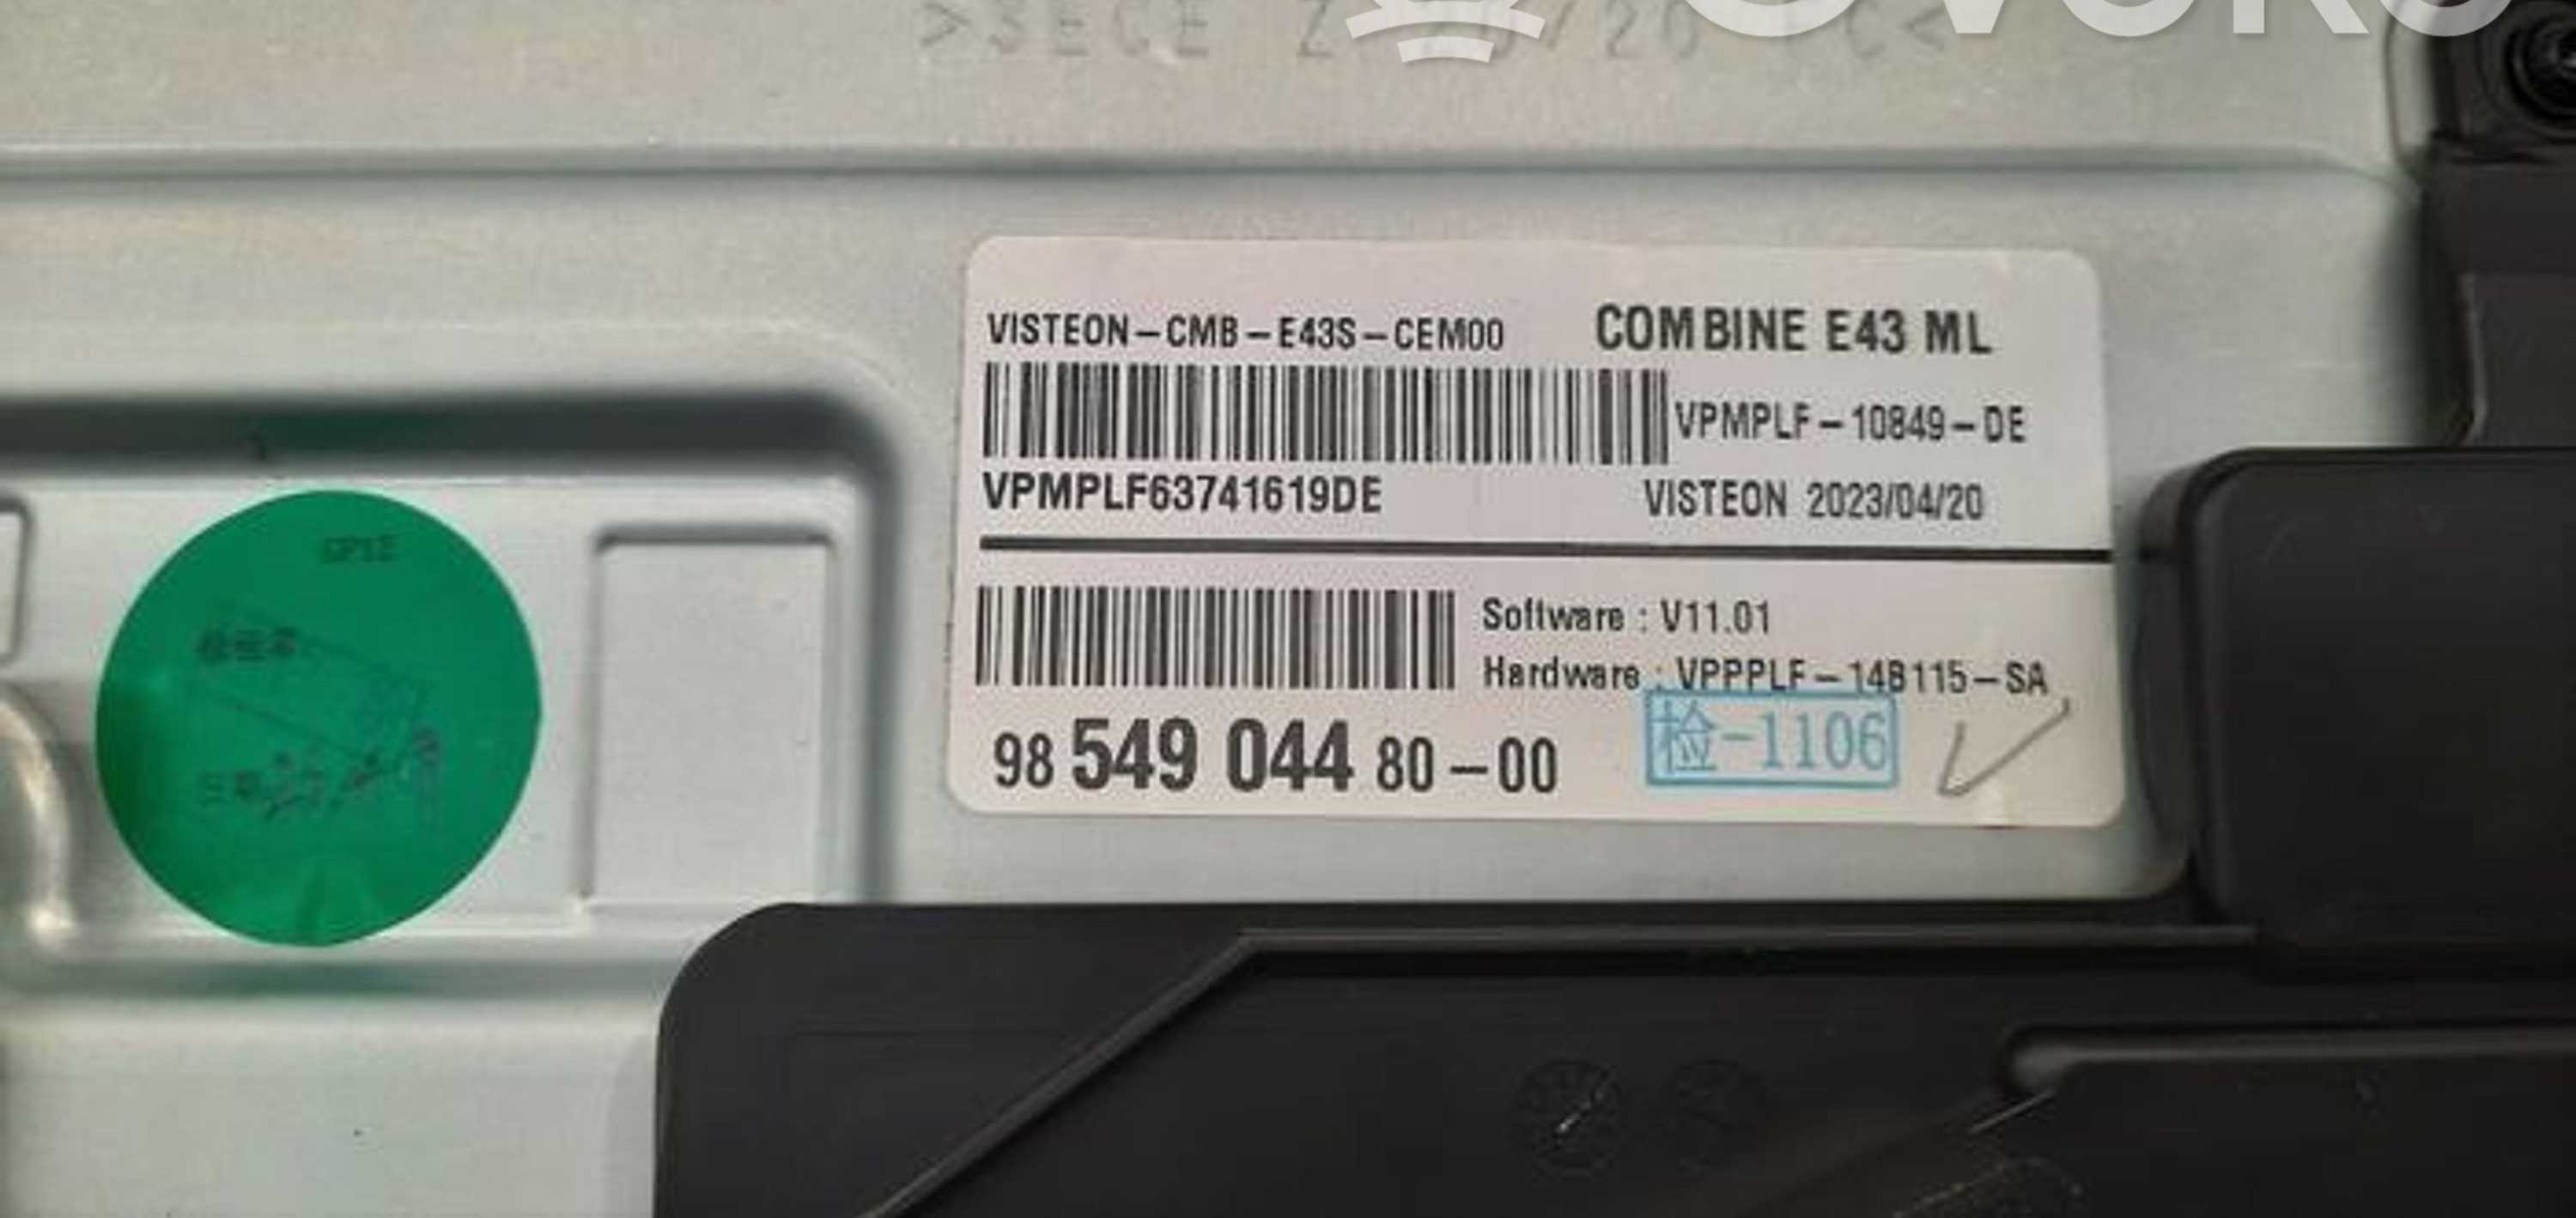 VISTEON-CMB-E43S-CEM00 COMBINE E43 ML
VPMPLF-10849-DE
VPMPLF63741619DE VISTEON 2023/04/20
Software : V11.01
Hardware : VPPPLF-14B115-SA
98 549 044 80-00
检-1106